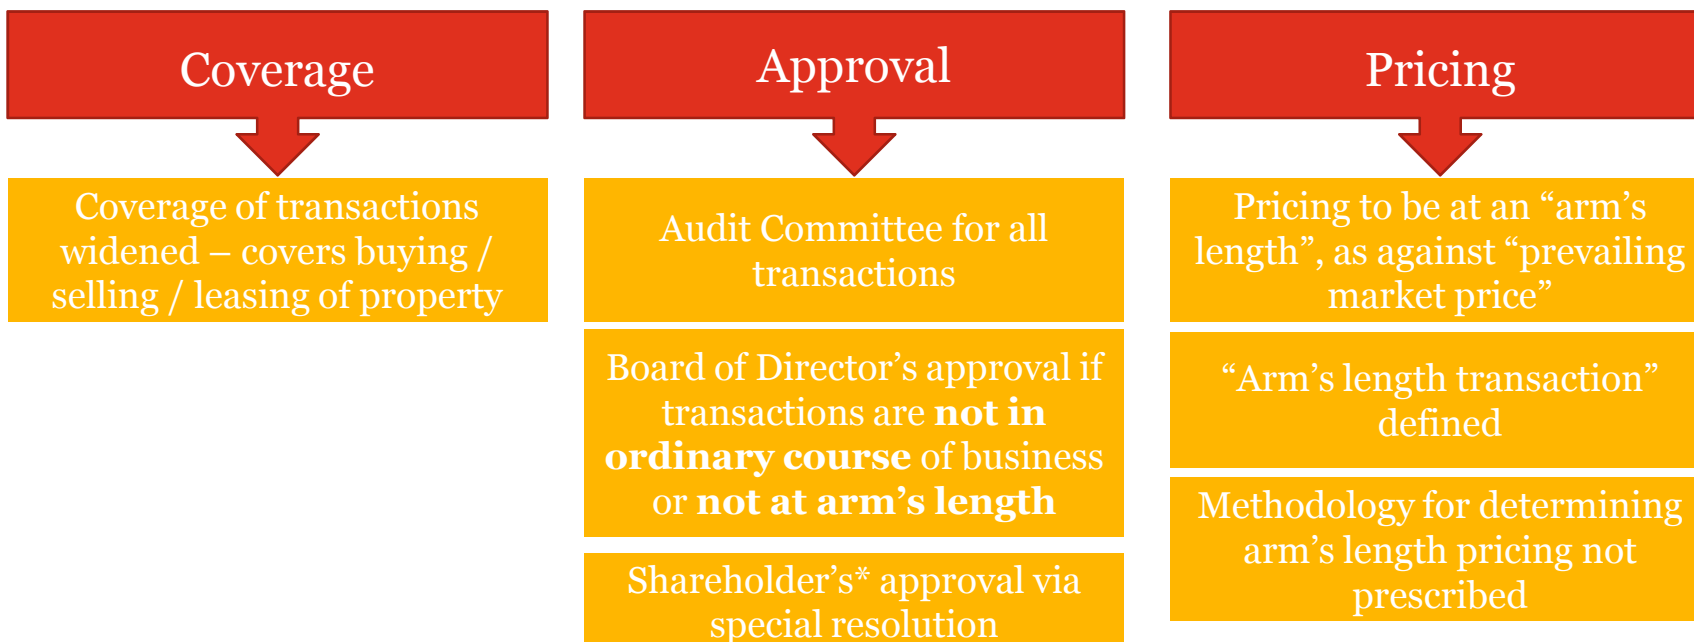 Coverage
Coverage of transactions
widened – covers buying /
selling / leasing of property
Approval
Audit Committee for all
transactions
Board of Director’s approval if
transactions are not in
ordinary course of business
or not at arm’s length
Shareholder’s* approval via
special resolution
Pricing
Pricing to be at an “arm’s
length”, as against “prevailing
market price”
“Arm’s length transaction”
defined
Methodology for determining
arm’s length pricing not
prescribed